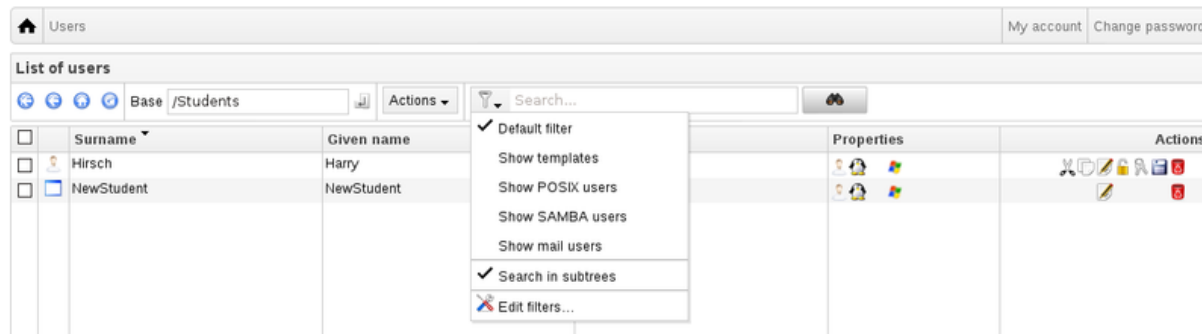 Users My account Change password
List of users
Base /Students Actions Search...
Surname Given name Properties Actions
Default filter
Show templates
Hirsch Harry
Show POSIX users
NewStudent NewStudent
Show SAMBA users
Show mail users
Search in subtrees
Edit filters...